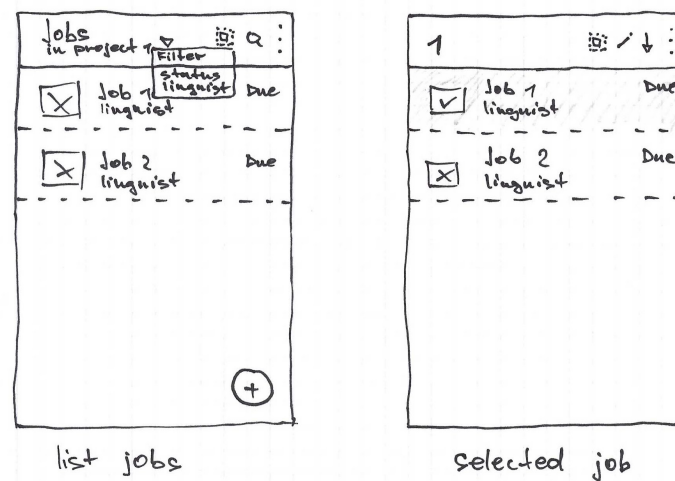 Jobs
in project 1
Filter
status
linguist
Job 1
linguist
Due
Job 2
linguist
Due
list jobs
1
Job 1
linguist
Due
Job 2
linguist
Due
selected job